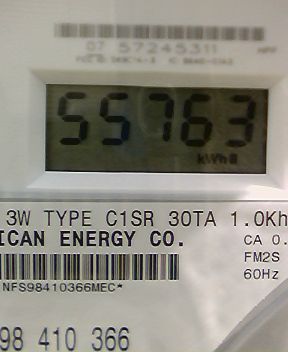 07 57245311
55763
kWh
3W TYPE C1SR 30TA 1.0Kh
ICAN ENERGY CO.
CA 0.
FM2S
60Hz
NFS98410366MEC*
98 410 366